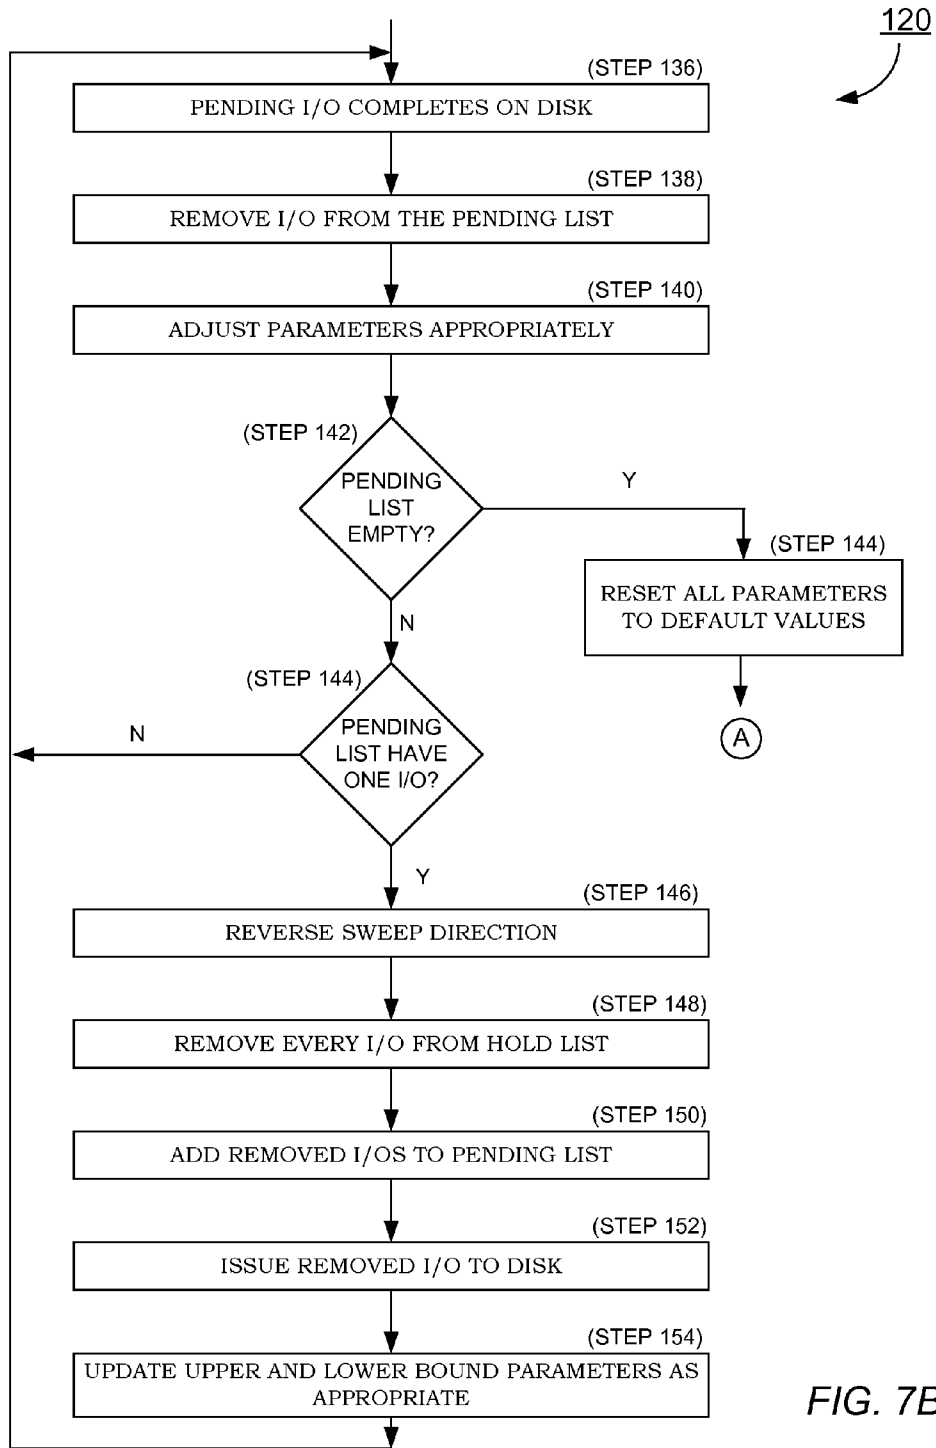 120
(STEP 136)
PENDING I/O COMPLETES ON DISK
(STEP 138)
REMOVE I/O FROM THE PENDING LIST
(STEP 140)
ADJUST PARAMETERS APPROPRIATELY
(STEP 142)
PENDING
LIST
EMPTY?
Y
(STEP 144)
RESET ALL PARAMETERS
TO DEFAULT VALUES
A
N
(STEP 144)
PENDING
LIST HAVE
ONE I/O?
N
Y
(STEP 146)
REVERSE SWEEP DIRECTION
(STEP 148)
REMOVE EVERY I/O FROM HOLD LIST
(STEP 150)
ADD REMOVED I/OS TO PENDING LIST
(STEP 152)
ISSUE REMOVED I/O TO DISK
(STEP 154)
UPDATE UPPER AND LOWER BOUND PARAMETERS AS
APPROPRIATE
FIG. 7B